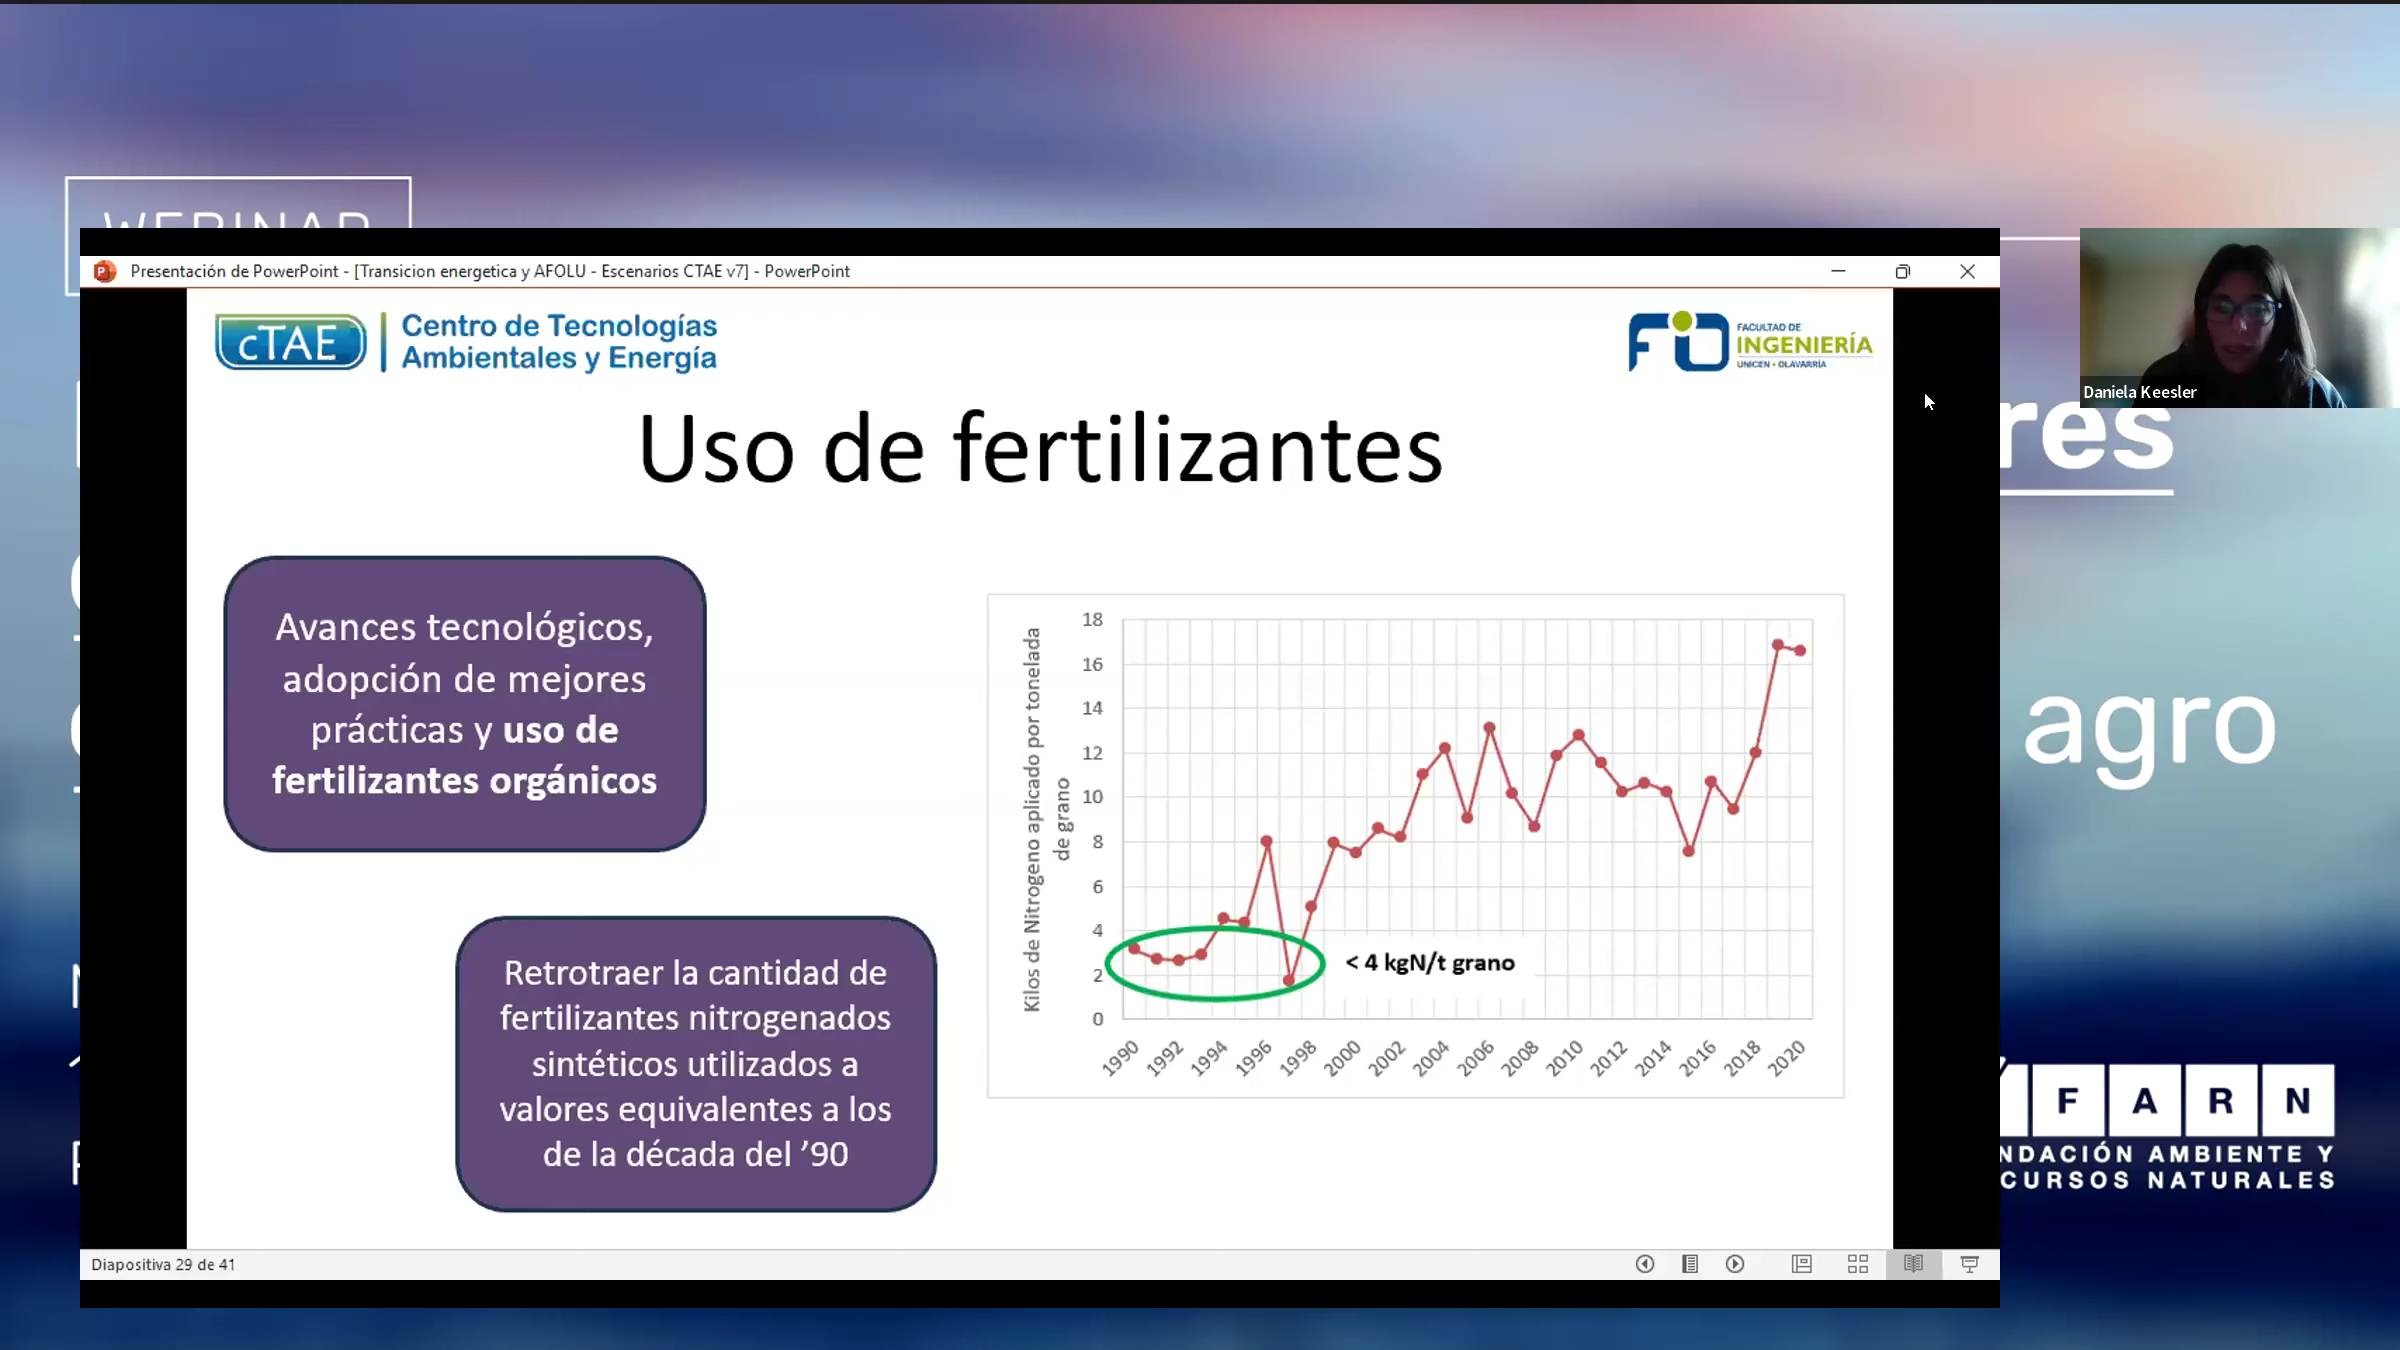 WEBINAR
Presentación de PowerPoint - [Transicion energetica y AFOLU - Escenarios CTAE v7] - PowerPoint
cTAE
Centro de Tecnologías
Ambientales y Energía
FIO
FACULTAD DE
INGENIERÍA
UNICEN • OLAVARRÍA
Daniela Keesler
res
agro
Uso de fertilizantes
Avances tecnológicos,
adopción de mejores
prácticas y uso de
fertilizantes orgánicos
Retrotraer la cantidad de
fertilizantes nitrogenados
sintéticos utilizados a
valores equivalentes a los
de la década del ’90
Kilos de Nitrogeno aplicado por tonelada
de grano
18
16
14
12
10
8
6
4
2
0
< 4 kgN/t grano
1990
1992
1994
1996
1998
2000
2002
2004
2006
2008
2010
2012
2014
2016
2018
2020
F A R N
NDACIÓN AMBIENTE Y
CURSOS NATURALES
Diapositiva 29 de 41